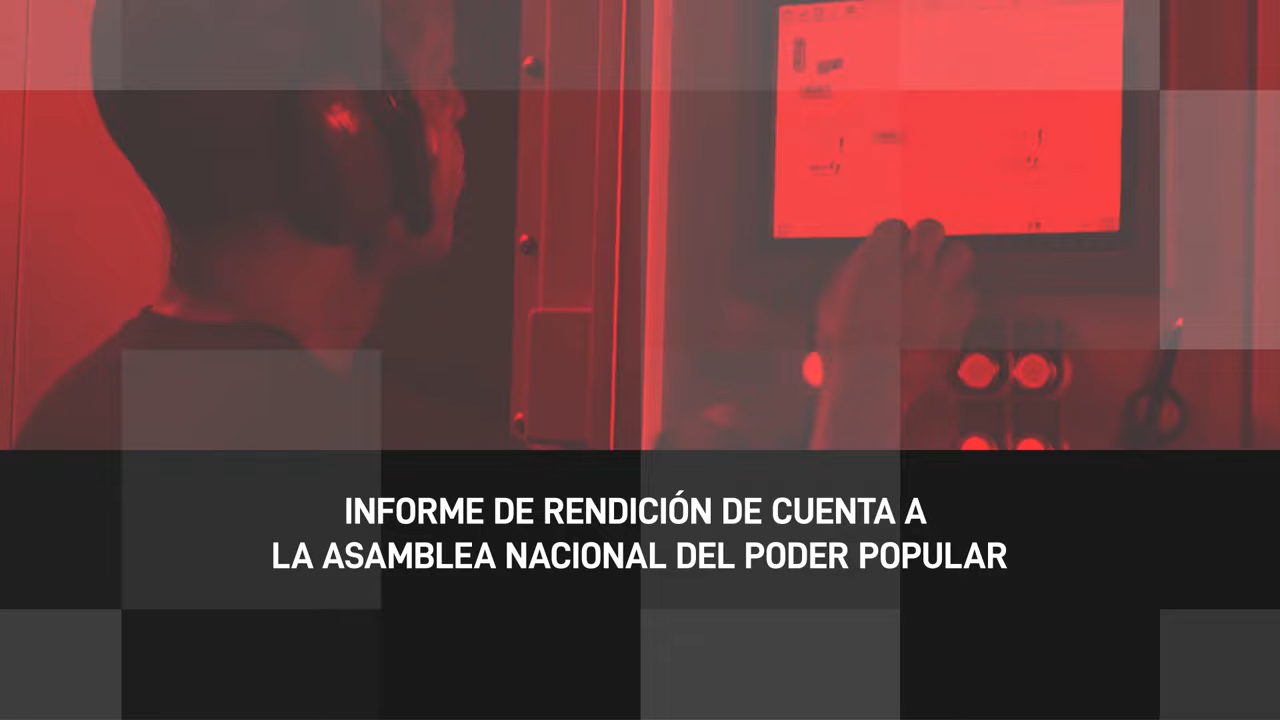 INFORME DE RENDICIÓN DE CUENTA A
LA ASAMBLEA NACIONAL DEL PODER POPULAR